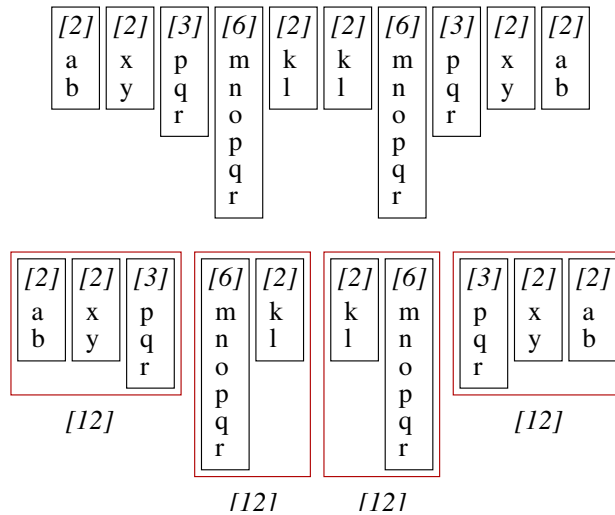 [2] [2] [3] [6] [2] [2] [6] [3] [2] [2]
a x p m k k m p x a
b y q n l l n q y b
r o o r
p p
q q
r r
[2] [2] [3] [6] [2] [2] [6] [3] [2] [2]
a x p m k k m p x a
b y q n l l n q y b
r o o r
p p
[12] q q [12]
r r
[12] [12]